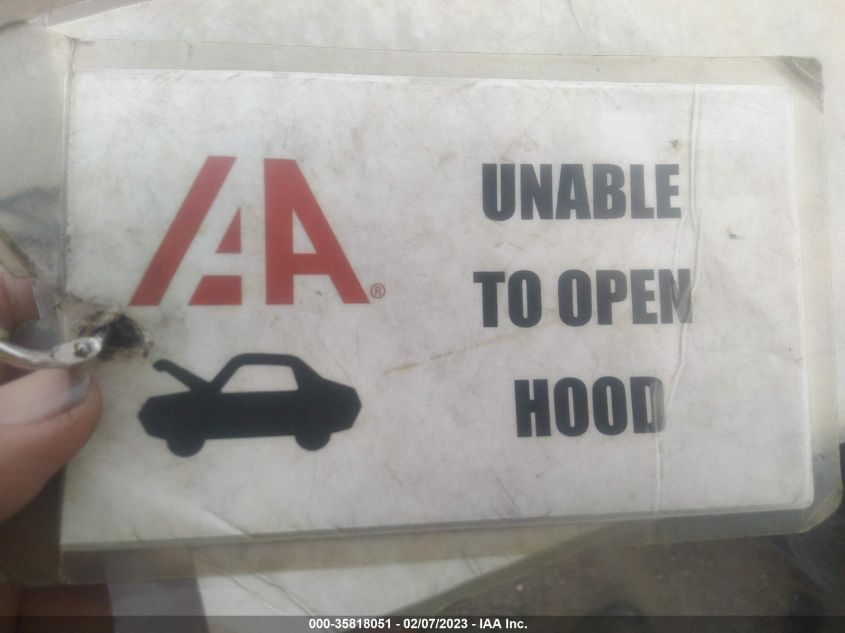 IAA®
UNABLE
TO OPEN
HOOD
000-35818051 - 02/07/2023 - IAA Inc.